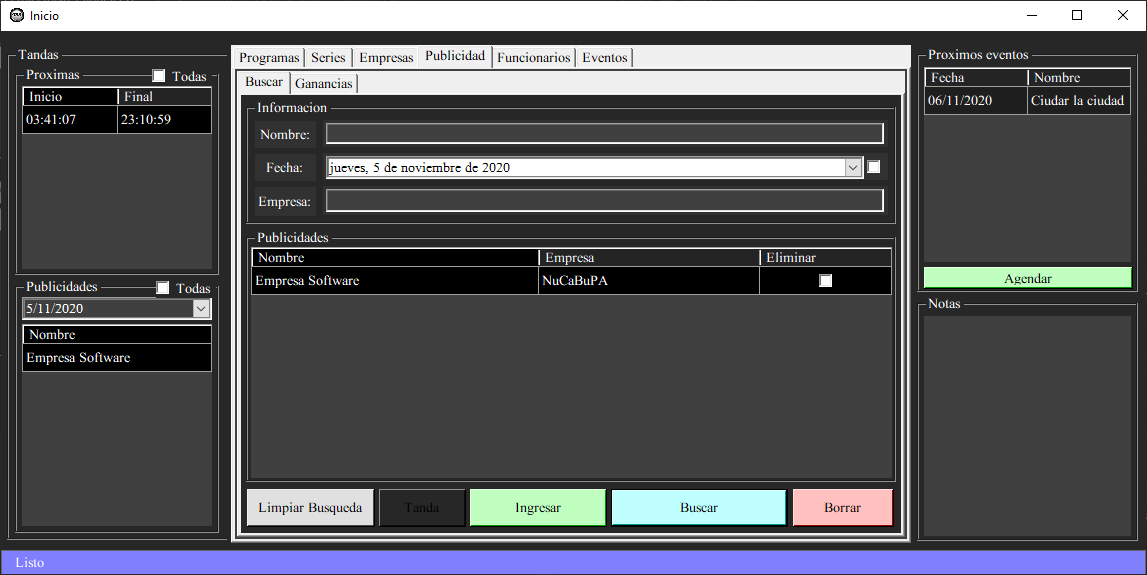 Inicio
Tandas
Proximas
Todas
Inicio Final
03:41:07 23:10:59
Publicidades
Todas
5/11/2020
Nombre
Empresa Software
Programas Series Empresas Publicidad Funcionarios Eventos
Buscar Ganancias
Informacion
Nombre:
Fecha: jueves, 5 de noviembre de 2020
Empresa:
Publicidades
Nombre Empresa Eliminar
Empresa Software NuCaBuPA
Limpiar Busqueda Tanda Ingresar Buscar Borrar
Proximos eventos
Fecha Nombre
06/11/2020 Ciudar la ciudad
Agendar
Notas
Listo